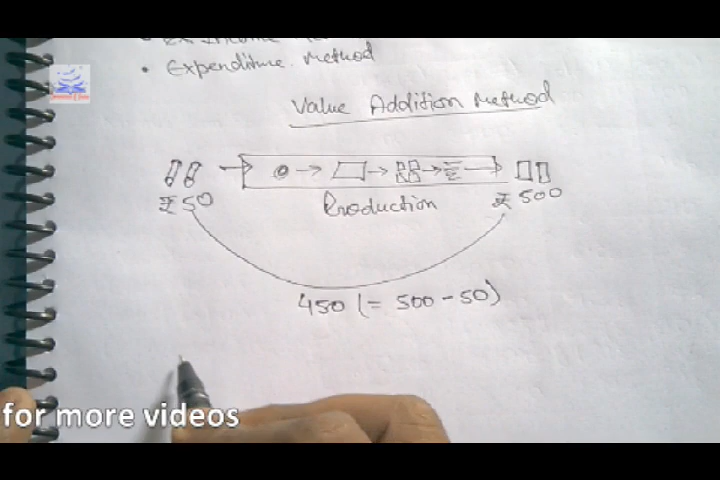 • Expenditure Method
Value Addition Method
₹50
Production
₹ 500
450 (= 500 - 50)
for more videos